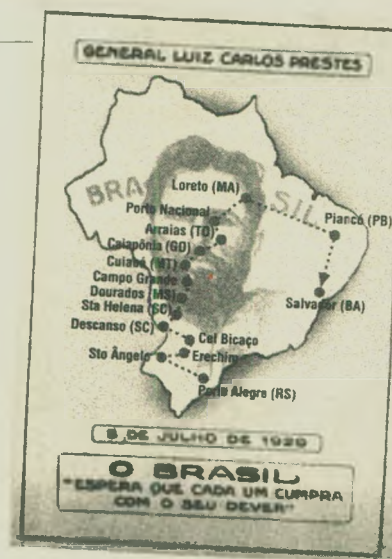 GENERAL LUIZ CARLOS PRESTES
BRASIL
Loreto (MA)
Piancó (PB)
Porto Nacional
Arraias (TO)
Caiapônia (GO)
Cuiabá (MT)
Campo Grande
Dourados (MS)
Sta Helena (SC)
Descanso (SC)
Salvador (BA)
Cel Bicaço
Sto Ângelo
Erechim
Porto Alegre (RS)
5 DE JULHO DE 1929
O BRASIL
"ESPERA QUE CADA UM CUMPRA
COM O SEU DEVER"